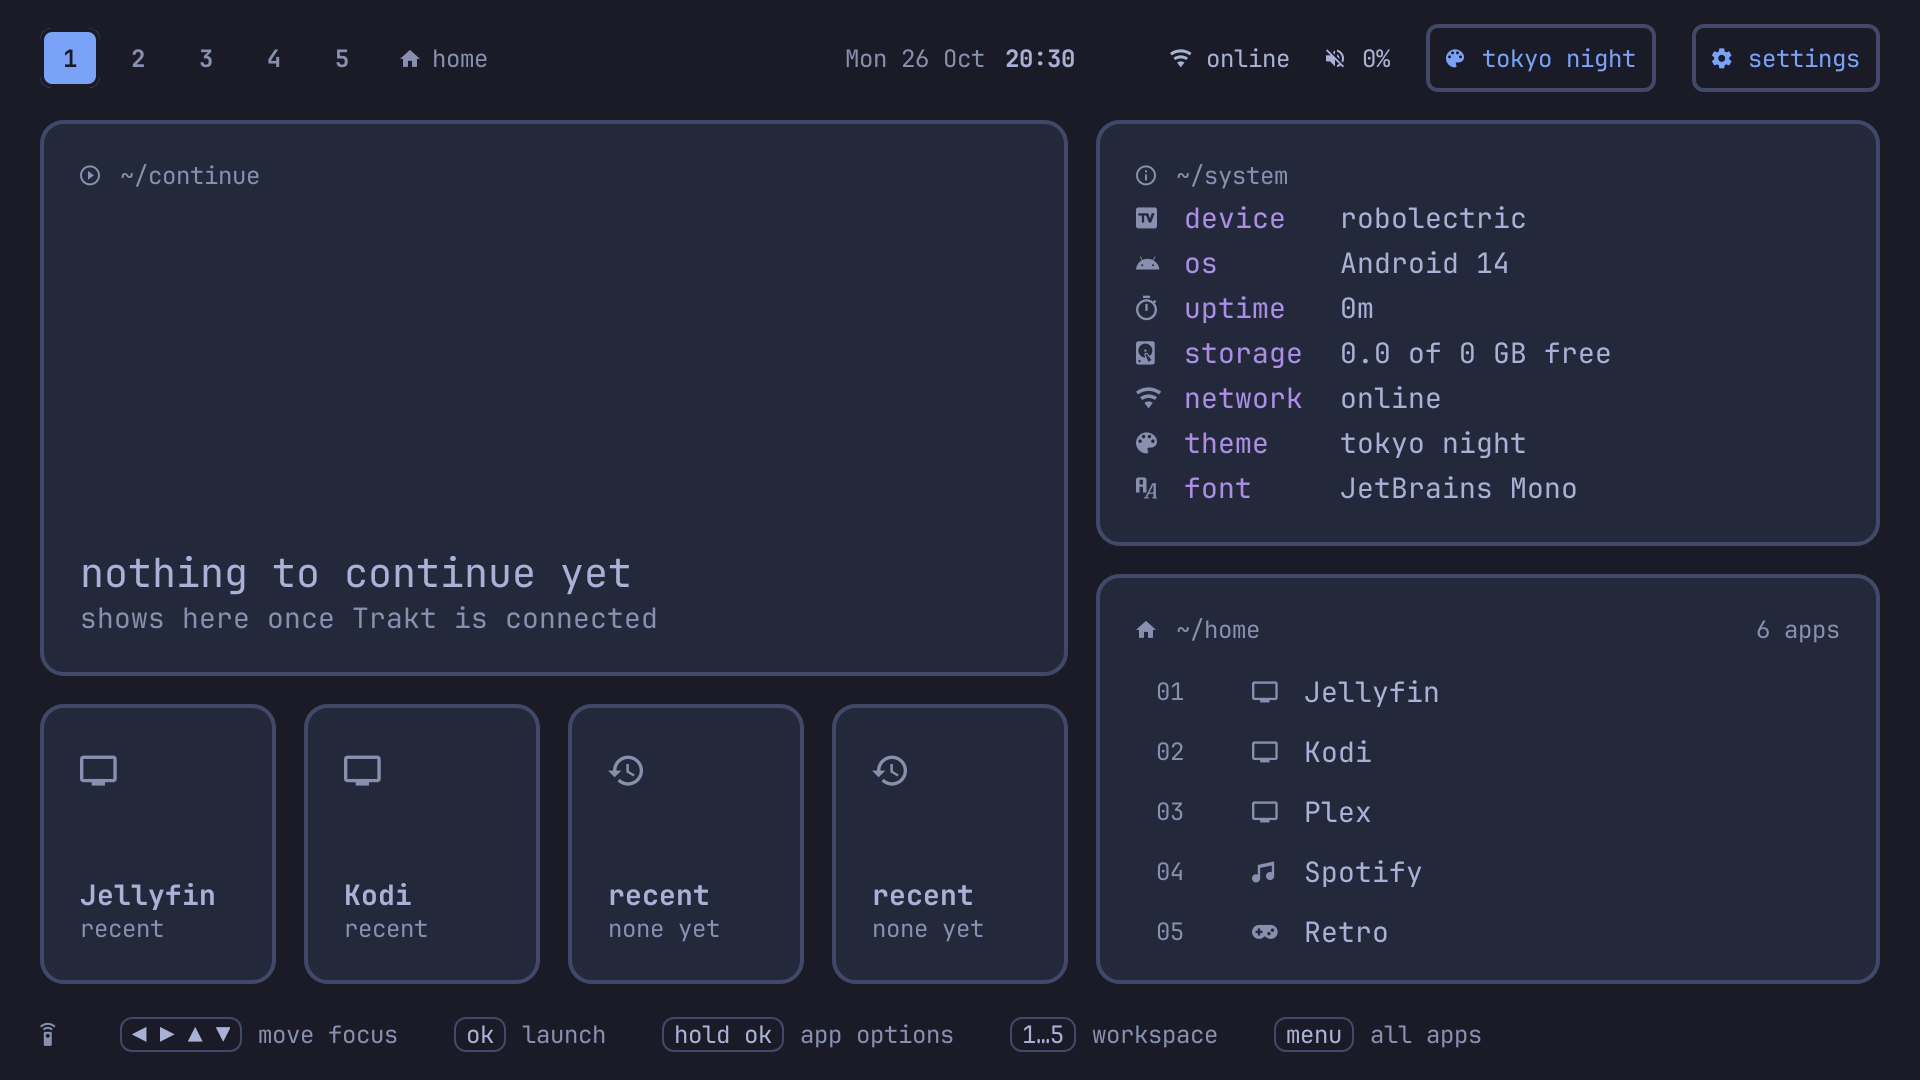 1 2 3 4 5 home Mon 26 Oct 20:30 online 0% tokyo night settings
~/continue
nothing to continue yet
shows here once Trakt is connected
~/system
device robolectric
os Android 14
uptime 0m
storage 0.0 of 0 GB free
network online
theme tokyo night
font JetBrains Mono
Jellyfin
recent
Kodi
recent
recent
none yet
recent
none yet
~/home 6 apps
01 Jellyfin
02 Kodi
03 Plex
04 Spotify
05 Retro
◀ ▶ ▲ ▼ move focus ok launch hold ok app options 1…5 workspace menu all apps